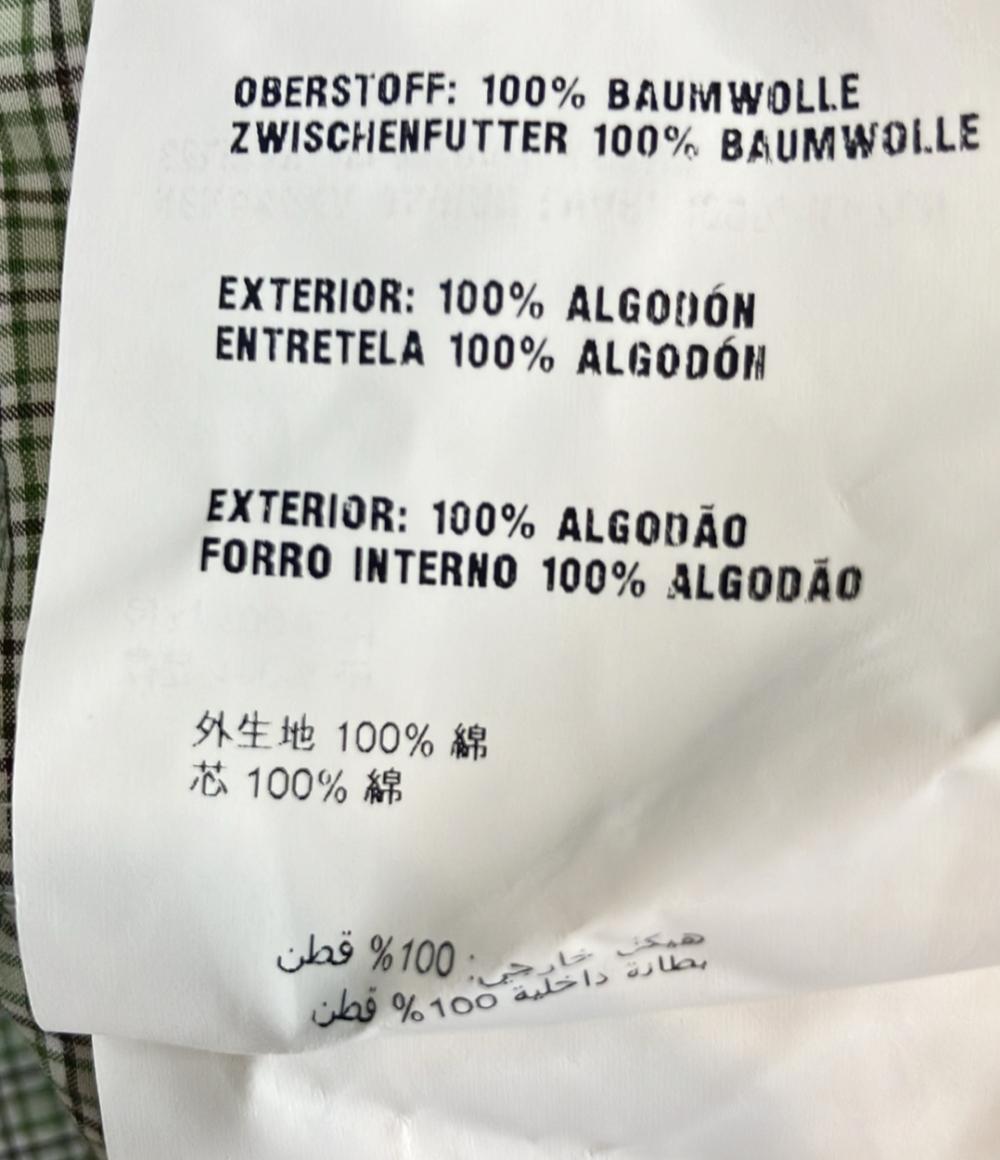 OBERSTOFF: 100% BAUMWOLLE
ZWISCHENFUTTER 100% BAUMWOLLE
EXTERIOR: 100% ALGODÓN
ENTRETELA 100% ALGODÓN
EXTERIOR: 100% ALGODÃO
FORRO INTERNO 100% ALGODÃO
外生地 100% 綿
芯 100% 綿
هيكل خارجي: 100% قطن
بطارة داخلية 100% قطن